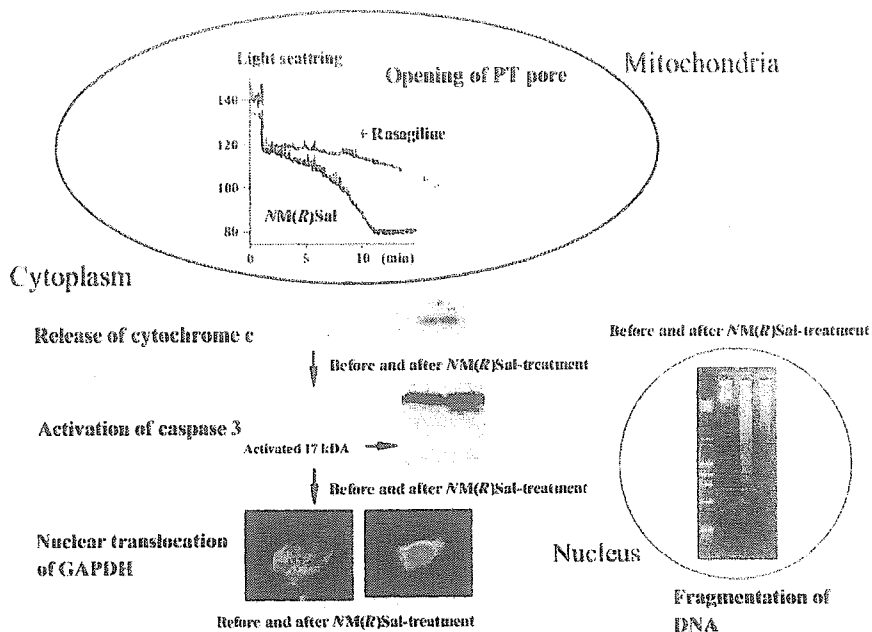 Light scattring
Opening of PT pore
Mitochondria
140
120
100
80
+ Rasagiline
NM(R)Sal
0 5 10 (min)
Cytoplasm
Release of cytochrome c
Before and after NM(R)Sal-treatment
Before and after NM(R)Sal-treatment
Activation of caspase 3
Activated 17 kDA
Before and after NM(R)Sal-treatment
Nuclear translocation
of GAPDH
Nucleus
Before and after NM(R)Sal-treatment
Fragmentation of
DNA